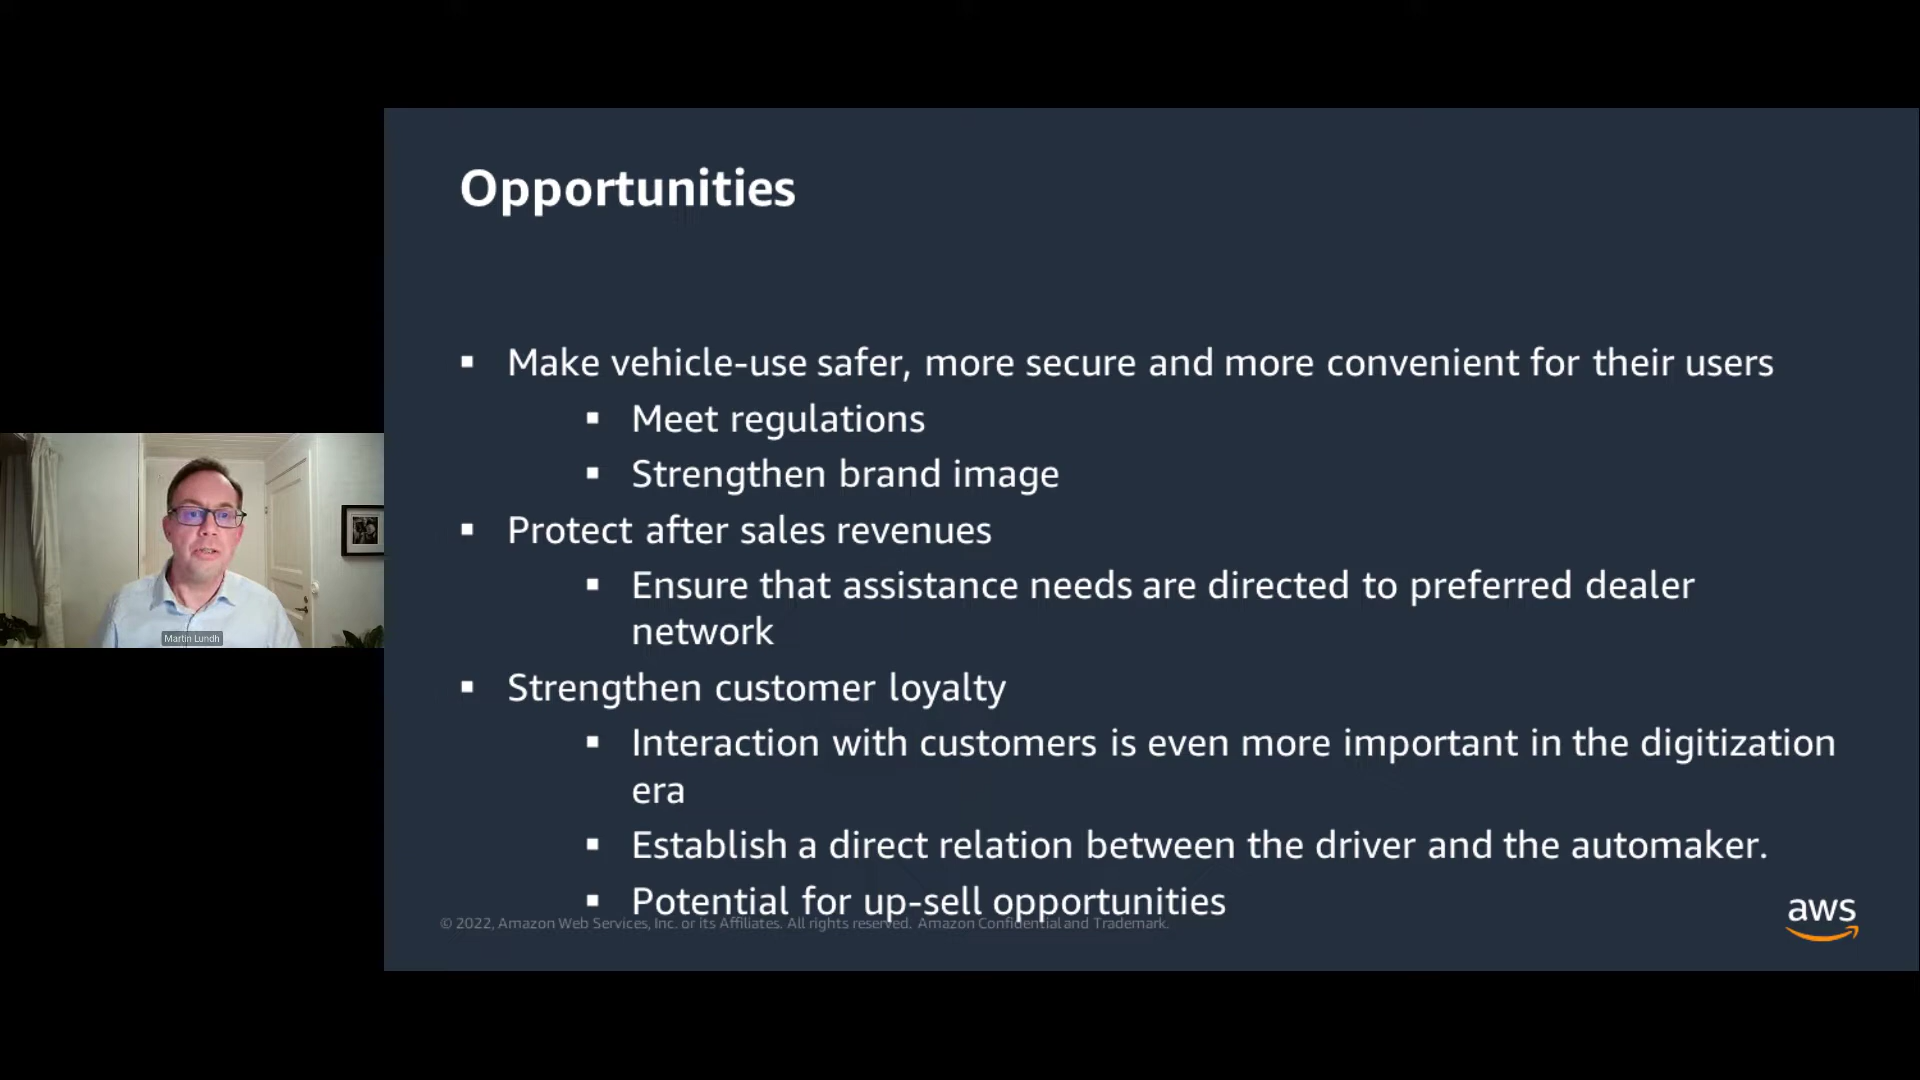 Opportunities
▪ Make vehicle-use safer, more secure and more convenient for their users
▪ Meet regulations
▪ Strengthen brand image
▪ Protect after sales revenues
▪ Ensure that assistance needs are directed to preferred dealer
network
▪ Strengthen customer loyalty
▪ Interaction with customers is even more important in the digitization
era
▪ Establish a direct relation between the driver and the automaker.
▪ Potential for up-sell opportunities
© 2022, Amazon Web Services, Inc. or its Affiliates. All rights reserved. Amazon Confidential and Trademark.
aws
Martin Lundh